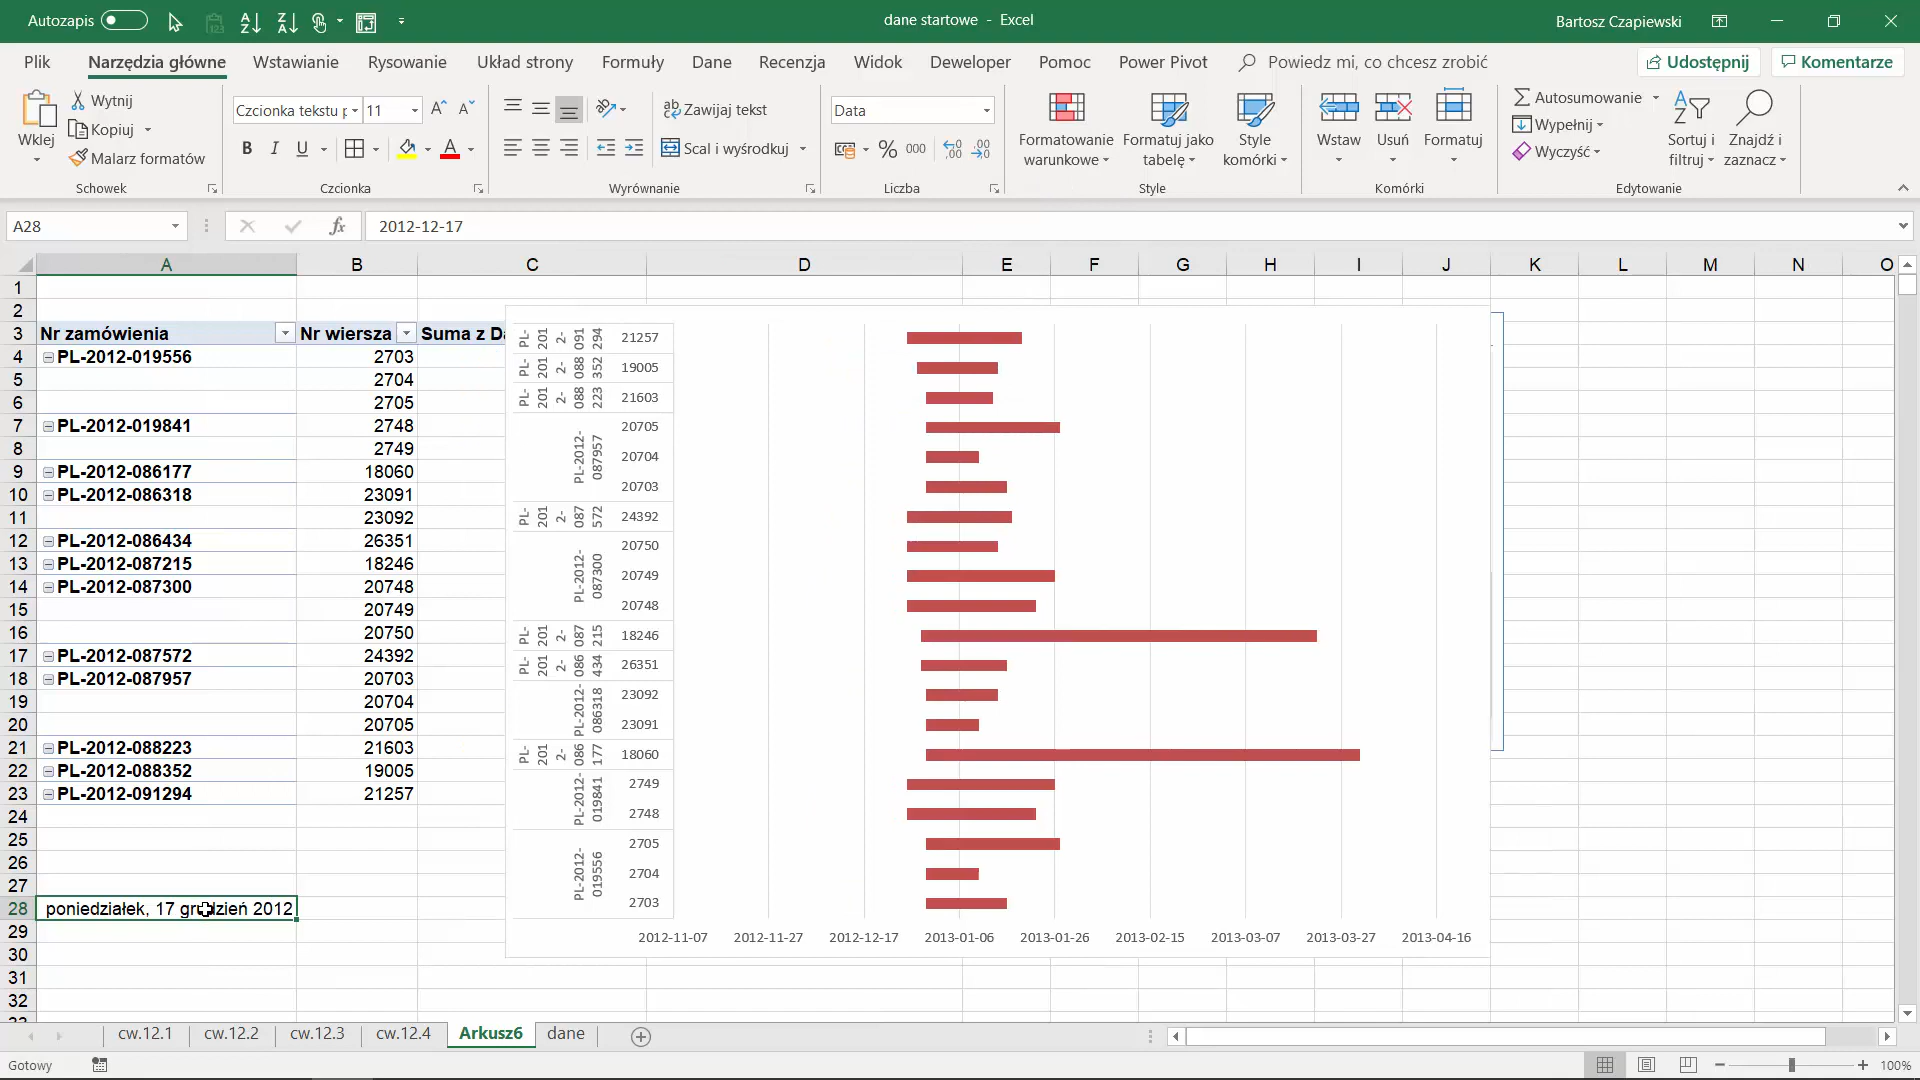 Autozapis
dane startowe - Excel
Bartosz Czapiewski
Plik Narzędzia główne Wstawianie Rysowanie Układ strony Formuły Dane Recenzja Widok Deweloper Pomoc Power Pivot Powiedz mi, co chcesz zrobić Udostępnij Komentarze
Wklej
Wytnij
Kopiuj
Malarz formatów
Schowek
Czcionka tekstu p 11
B I U
Czcionka
Zawijaj tekst
Scal i wyśrodkuj
Wyrównanie
Data
% 000
Liczba
Formatowanie warunkowe
Formatuj jako tabelę
Style komórki
Style
Wstaw
Usuń
Formatuj
Komórki
Autosumowanie
Wypełnij
Wyczyść
Sortuj i filtruj
Znajdź i zaznacz
Edytowanie
A28 fx 2012-12-17
A B C D E F G H I J K L M N O
1
2
3 Nr zamówienia Nr wiersza Suma z Da
4 PL-2012-019556 2703
5 2704
6 2705
7 PL-2012-019841 2748
8 2749
9 PL-2012-086177 18060
10 PL-2012-086318 23091
11 23092
12 PL-2012-086434 26351
13 PL-2012-087215 18246
14 PL-2012-087300 20748
15 20749
16 20750
17 PL-2012-087572 24392
18 PL-2012-087957 20703
19 20704
20 20705
21 PL-2012-088223 21603
22 PL-2012-088352 19005
23 PL-2012-091294 21257
24
25
26
27
28 poniedziałek, 17 grudzień 2012
29
30
31
32
PL-2012-091294 21257
PL-2012-088352 19005
PL-2012-088223 21603
PL-2012-087957 20705
20704
20703
PL-2012-087572 24392
PL-2012-087300 20750
20749
20748
PL-2012-087215 18246
PL-2012-086434 26351
PL-2012-086318 23092
23091
PL-2012-086177 18060
PL-2012-019841 2749
2748
PL-2012-019556 2705
2704
2703
2012-11-07 2012-11-27 2012-12-17 2013-01-06 2013-01-26 2013-02-15 2013-03-07 2013-03-27 2013-04-16
cw.12.1 cw.12.2 cw.12.3 cw.12.4 Arkusz6 dane
Gotowy
100%